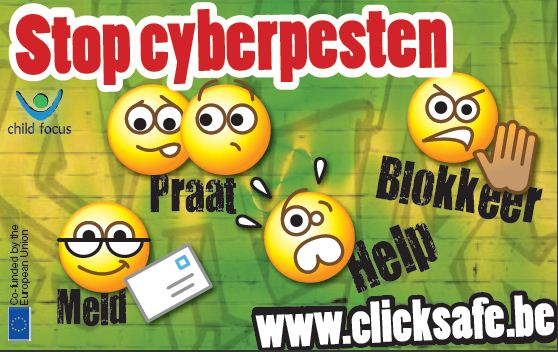 Stop cyberpesten
child focus
Praat
Blokkeer
Meld
Help
Co-funded by the
European Union
www.clicksafe.be